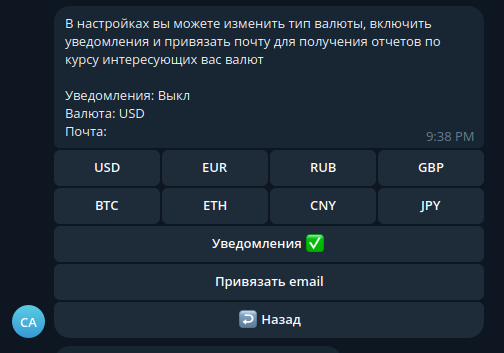 В настройках вы можете изменить тип валюты, включить
уведомления и привязать почту для получения отчетов по
курсу интересующих вас валют
Уведомления: Выкл
Валюта: USD
Почта:
9:38 PM
USD EUR RUB GBP
BTC ETH CNY JPY
Уведомления ✅
Привязать email
↩️ Назад
CA